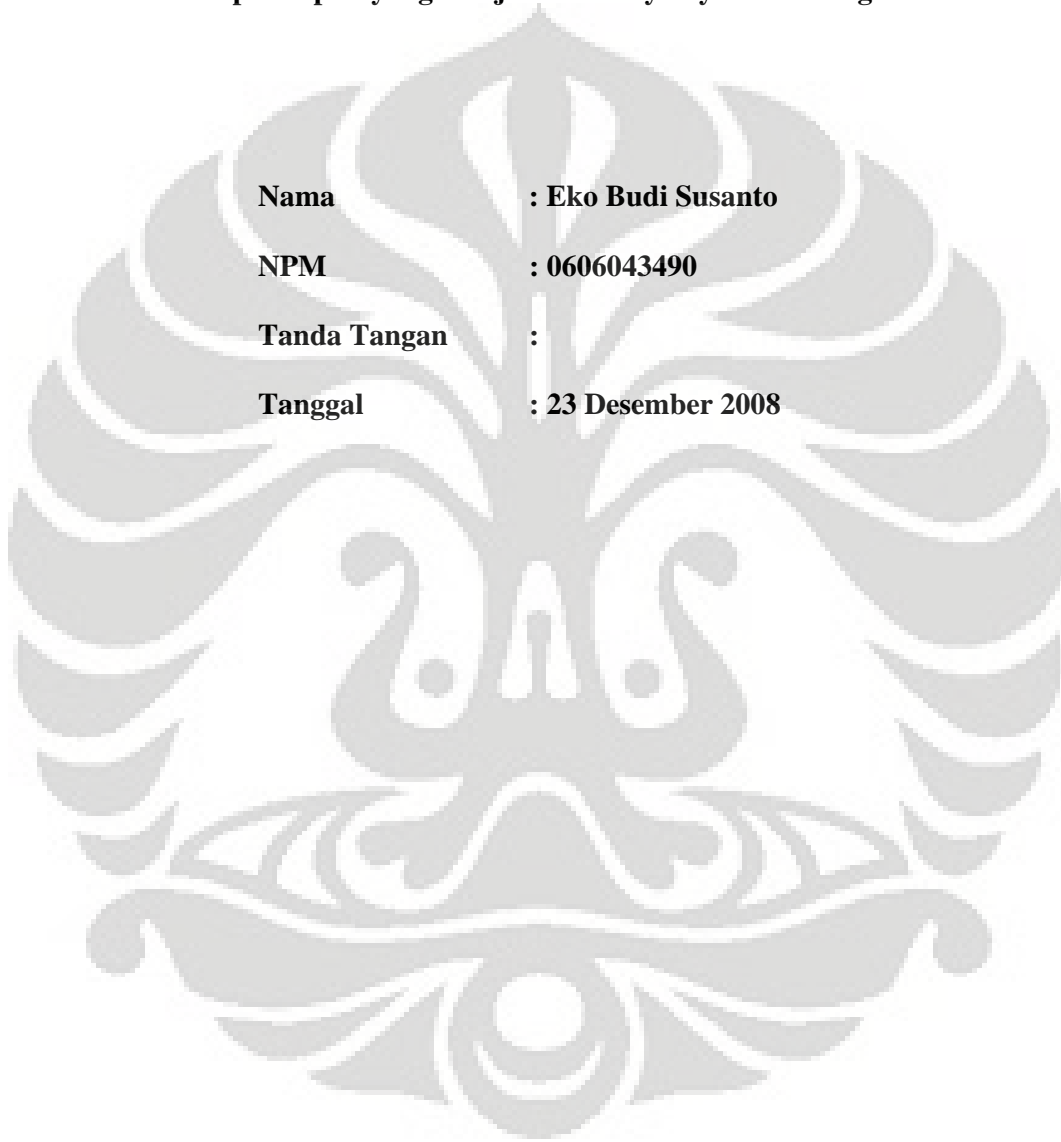 Nama : Eko Budi Susanto
NPM : 0606043490
Tanda Tangan :
Tanggal : 23 Desember 2008